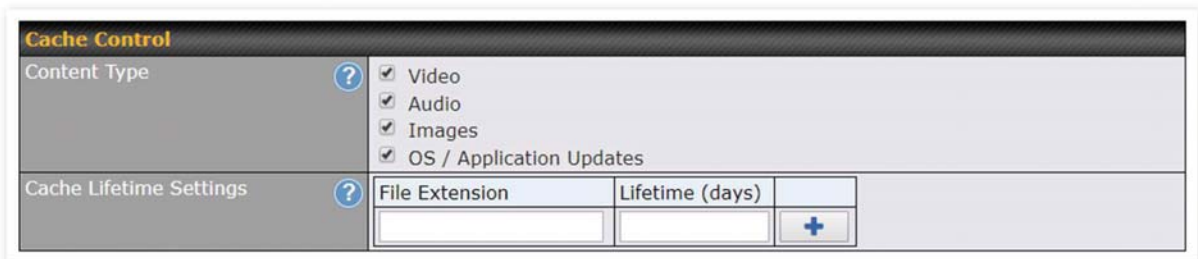 Cache Control
Content Type ?
Video
Audio
Images
OS / Application Updates
Cache Lifetime Settings ?
File Extension Lifetime (days)